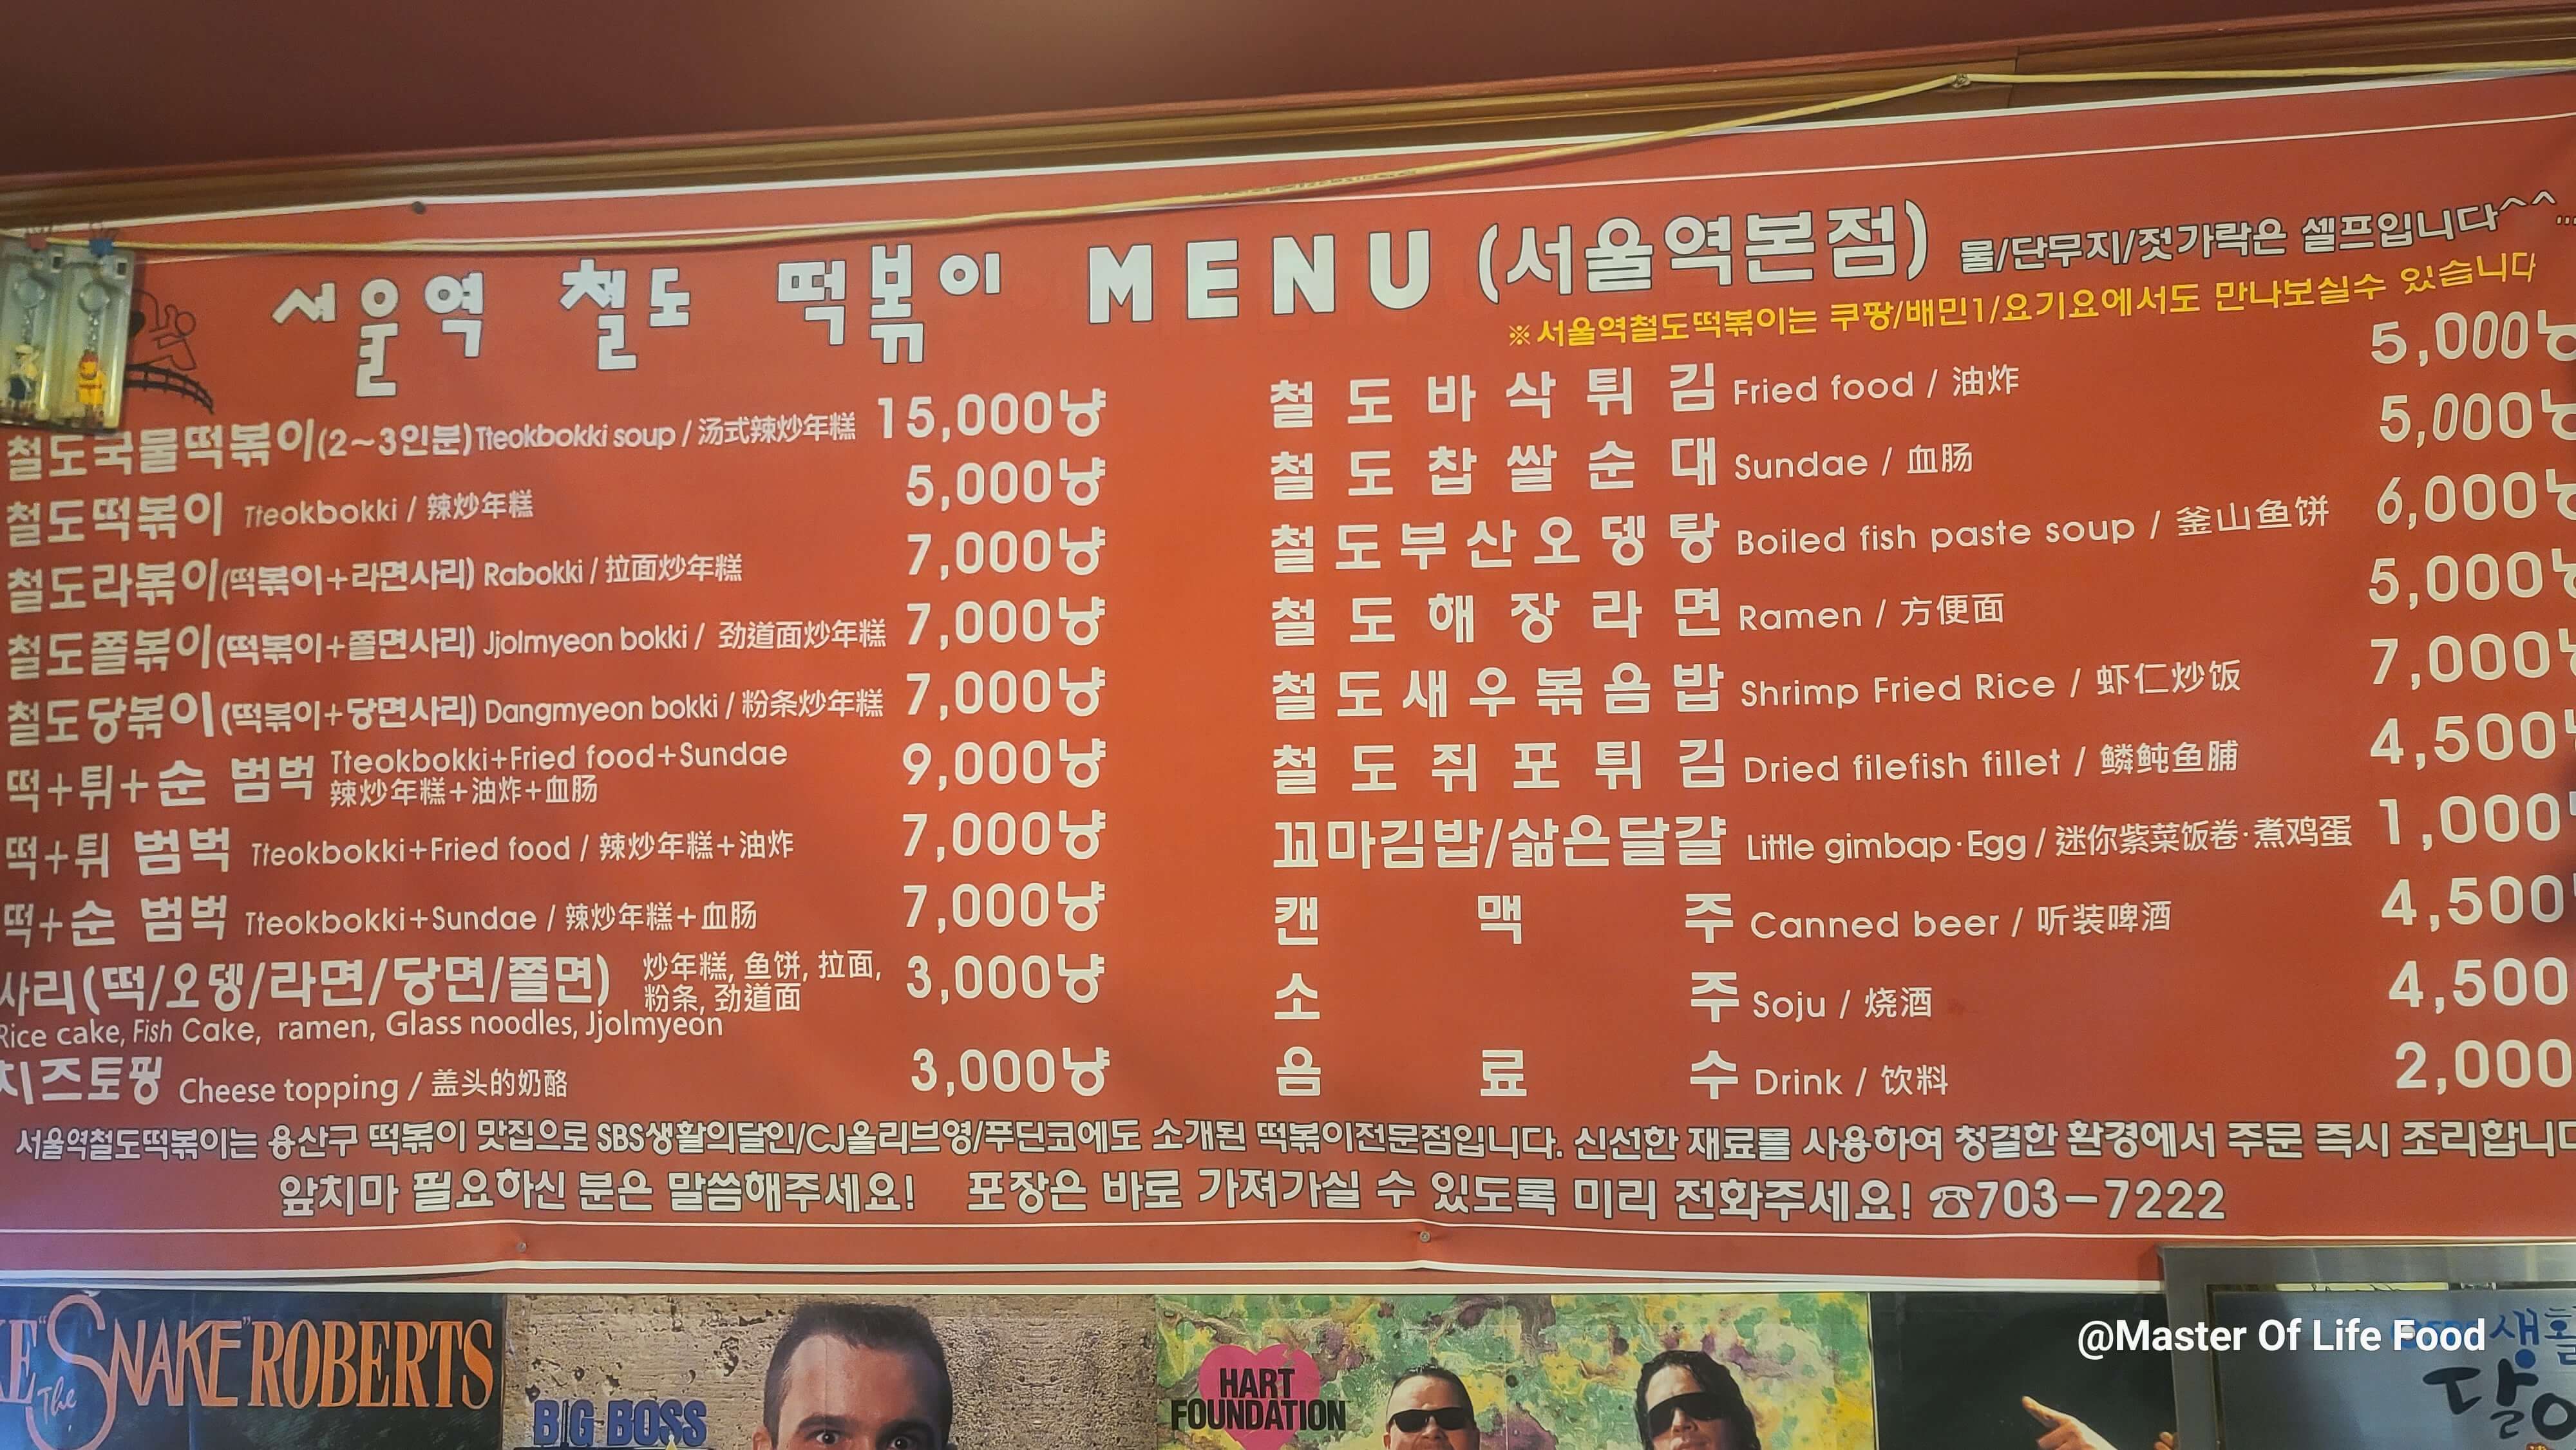 서울역 철도 떡볶이 MENU (서울역본점) 물/단무지/젓가락은 셀프입니다^^...
※서울역철도떡볶이는 쿠팡/배민1/요기요에서도 만나보실수 있습니다
철도국물떡볶이(2~3인분) Tteokbokki soup / 汤式辣炒年糕 15,000냥
철도떡볶이 Tteokbokki / 辣炒年糕 5,000냥
철도라볶이(떡볶이+라면사리) Rabokki / 拉面炒年糕 7,000냥
철도쫄볶이(떡볶이+쫄면사리) Jjolmyeon bokki / 劲道面炒年糕 7,000냥
철도당볶이(떡볶이+당면사리) Dangmyeon bokki / 粉条炒年糕 7,000냥
떡+튀+순 범벅 Tteokbokki+Fried food+Sundae 9,000냥
辣炒年糕+油炸+血肠
떡+튀 범벅 Tteokbokki+Fried food / 辣炒年糕+油炸 7,000냥
떡+순 범벅 Tteokbokki+Sundae / 辣炒年糕+血肠 7,000냥
사리(떡/오뎅/라면/당면/쫄면) 炒年糕, 鱼饼, 拉面, 3,000냥
粉条, 劲道面
Rice cake, Fish Cake, ramen, Glass noodles, Jjolmyeon
치즈토핑 Cheese topping / 盖头的奶酪 3,000냥
철도바삭튀김 Fried food / 油炸 5,000냥
철도찹쌀순대 Sundae / 血肠 5,000냥
철도부산오뎅탕 Boiled fish paste soup / 釜山鱼饼 6,000냥
철도해장라면 Ramen / 方便面 5,000냥
철도새우볶음밥 Shrimp Fried Rice / 虾仁炒饭 7,000
철도쥐포튀김 Dried filefish fillet / 鳞鲀鱼脯 4,500
꼬마김밥/삶은달걀 Little gimbap·Egg / 迷你紫菜饭卷·煮鸡蛋 1,000
캔맥주 Canned beer / 听装啤酒 4,500
소주 Soju / 烧酒 4,500
음료수 Drink / 饮料 2,000
서울역철도떡볶이는 용산구 떡볶이 맛집으로 SBS생활의달인/CJ올리브영/푸딘코에도 소개된 떡볶이전문점입니다. 신선한 재료를 사용하여 청결한 환경에서 주문 즉시 조리합니다
앞치마 필요하신 분은 말씀해주세요! 포장은 바로 가져가실 수 있도록 미리 전화주세요! ☎703-7222
"The SNAKE" ROBERTS
BIG BOSS
HART
FOUNDATION
@Master Of Life Food